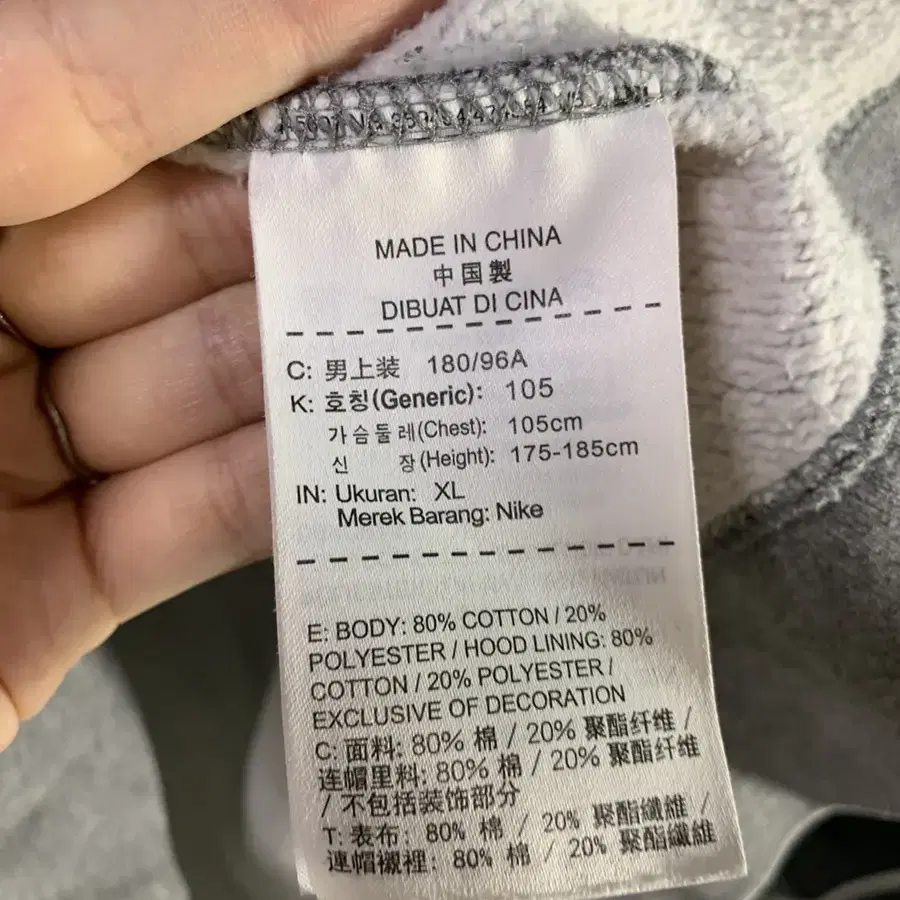 MADE IN CHINA
中国製
DIBUAT DI CINA
C: 男上装 180/96A
K: 호칭(Generic): 105
가슴둘레(Chest): 105cm
신 장(Height): 175-185cm
IN: Ukuran: XL
Merek Barang: Nike
E: BODY: 80% COTTON / 20%
POLYESTER / HOOD LINING: 80%
COTTON / 20% POLYESTER /
EXCLUSIVE OF DECORATION
C: 面料: 80% 棉 / 20% 聚酯纤维 /
连帽里料: 80% 棉 / 20% 聚酯纤维
/ 不包括装饰部分
T: 表布: 80% 棉 / 20% 聚酯纖維 /
連帽襯裡: 80% 棉 / 20% 聚酯纖維